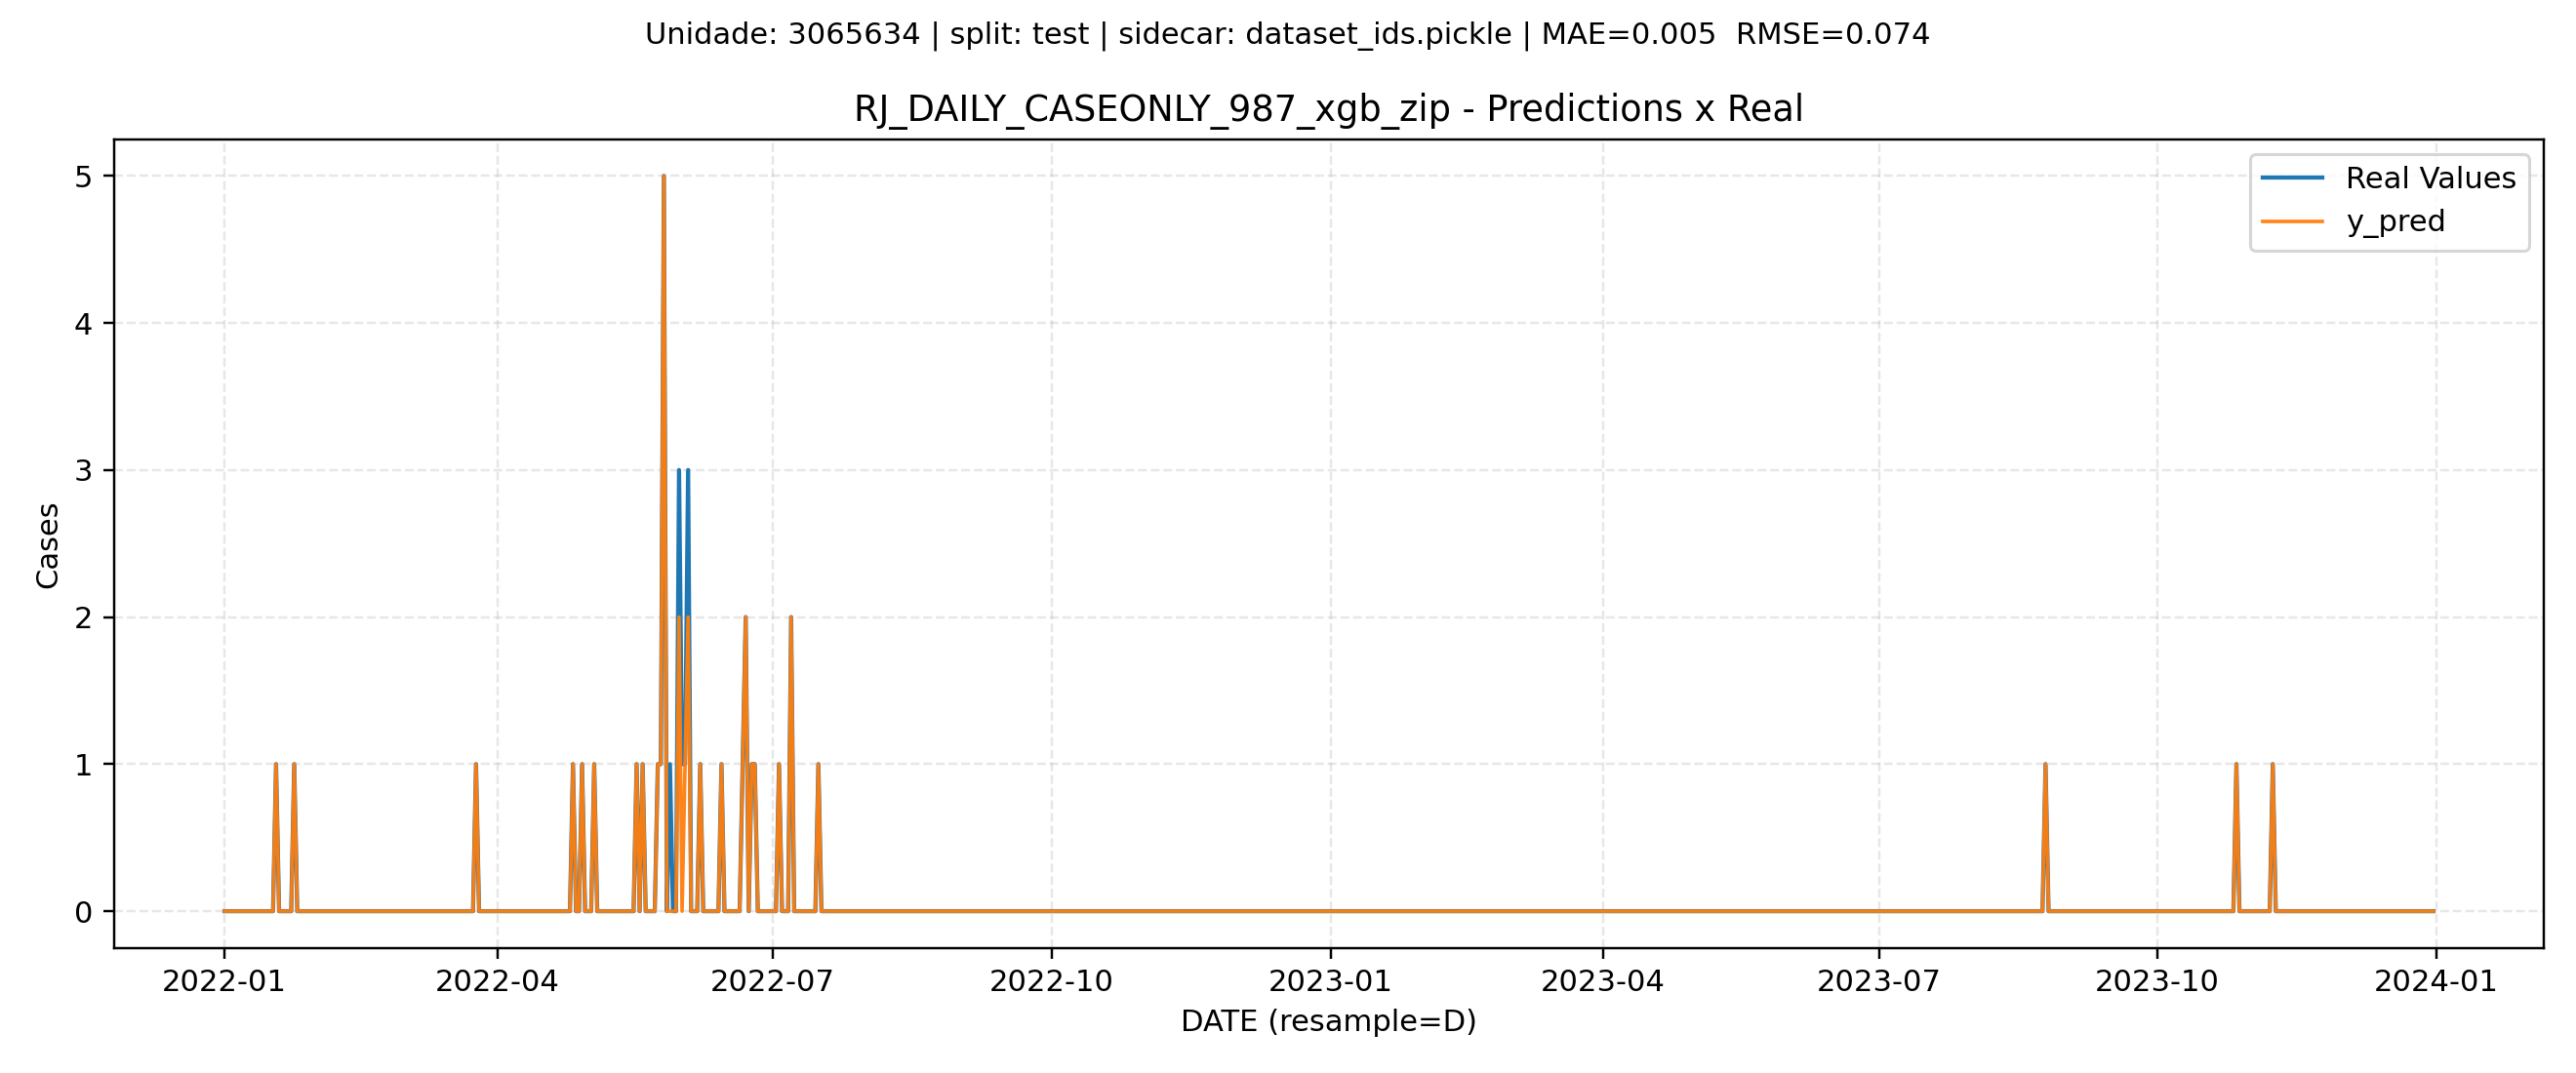 Unidade: 3065634 | split: test | sidecar: dataset_ids.pickle | MAE=0.005  RMSE=0.074
RJ_DAILY_CASEONLY_987_xgb_zip - Predictions x Real
Real Values
y_pred
5
4
3
2
1
0
Cases
2022-01 2022-04 2022-07 2022-10 2023-01 2023-04 2023-07 2023-10 2024-01
DATE (resample=D)